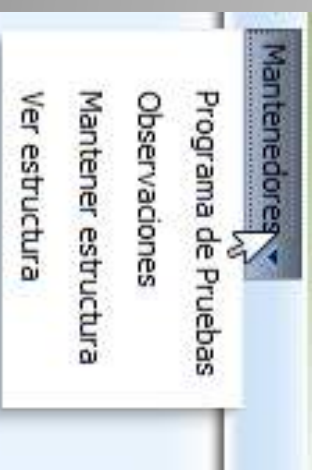 Mantenedores
Programa de Pruebas
Observaciones
Mantener estructura
Ver estructura